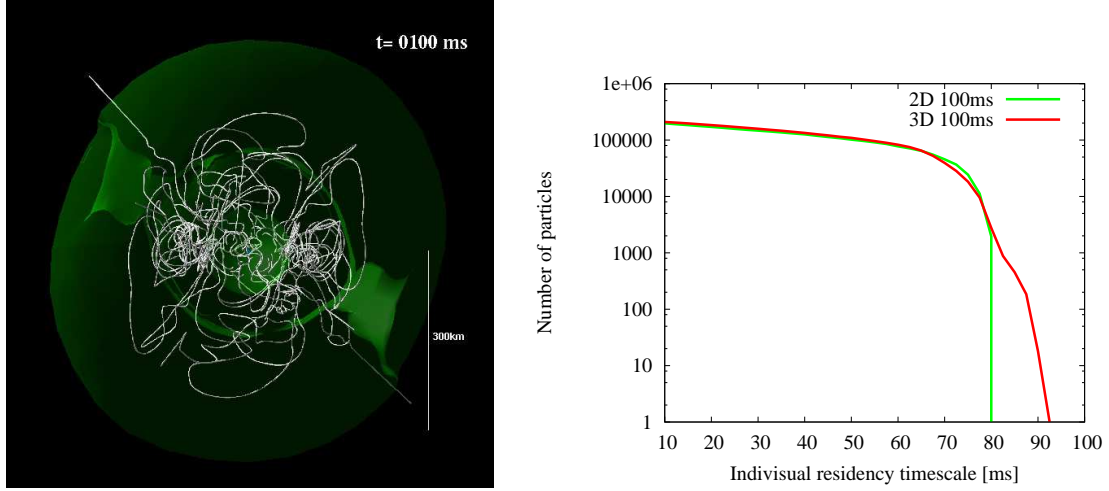 t= 0100 ms
300km
1e+06
100000
10000
1000
100
10
1
10 20 30 40 50 60 70 80 90 100
2D 100ms
3D 100ms
Number of particles
Indivisual residency timescale [ms]